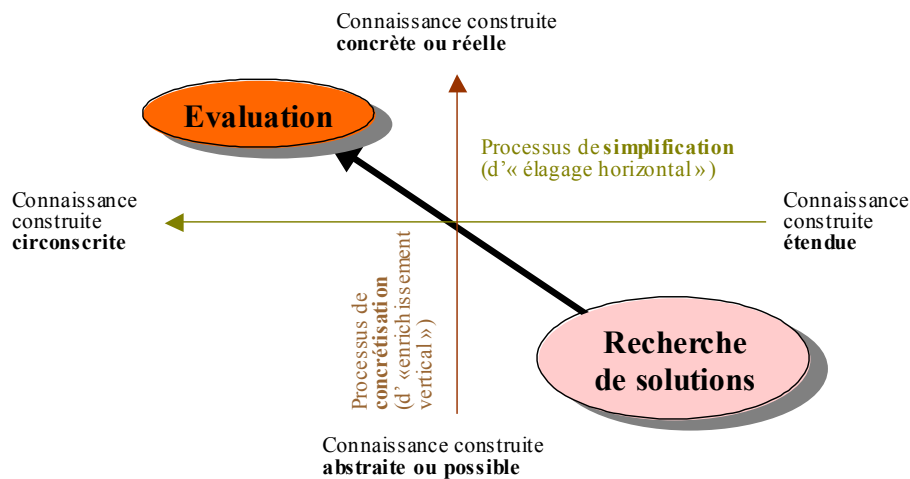 Connaissance construite
concrète ou réelle
Evaluation
Processus de simplification
(d'« élagage horizontal »)
Connaissance
construite
circonscrite
Connaissance
construite
étendue
Processus de
concrétisation
(d' «enrichissement
vertical»)
Recherche
de solutions
Connaissance construite
abstraite ou possible